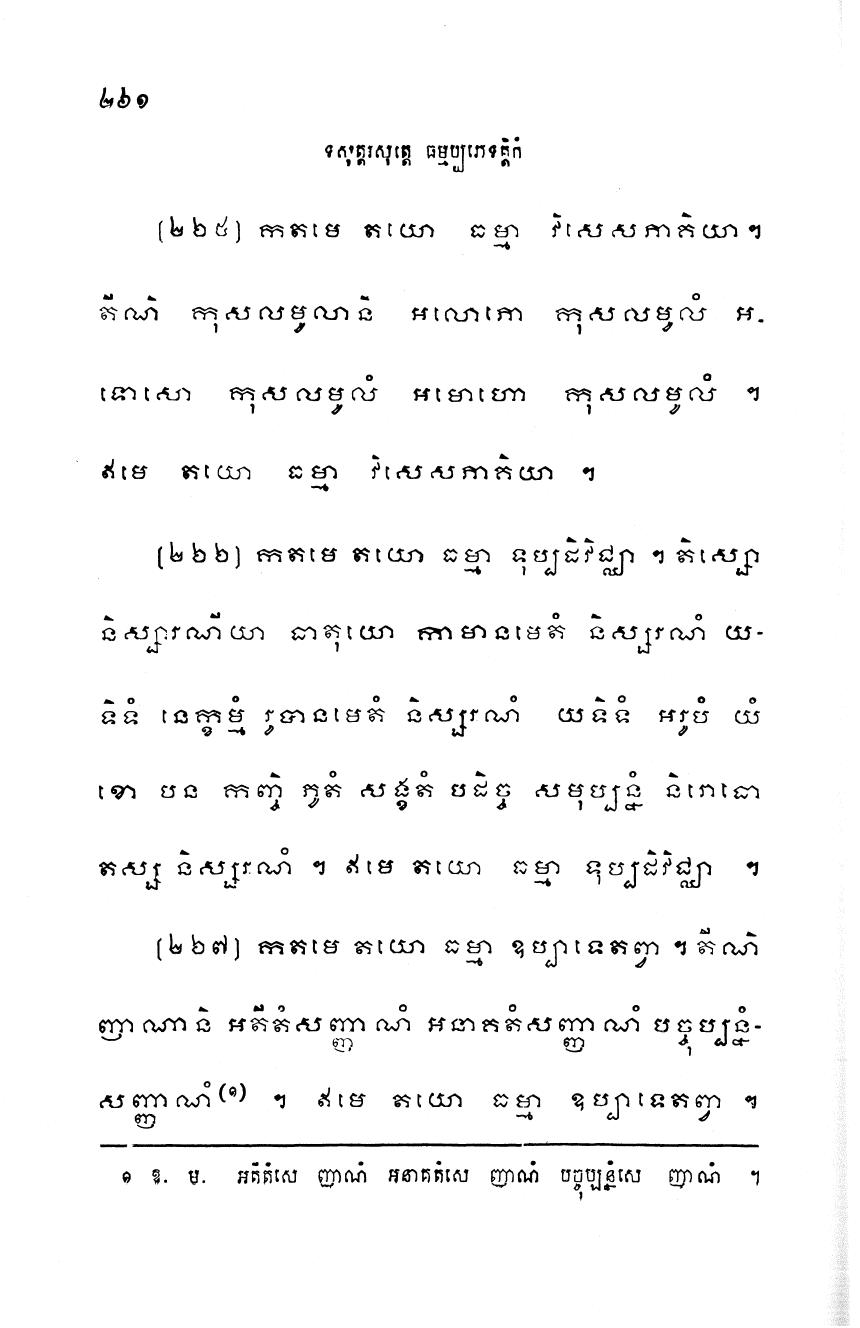 ២៦១
ទសុត្តរសុត្តេ ធម្មប្បភេទត្តិកំ
(២២៥) កតមេ តយោ ធម្មា វិសេសភាគិយា ។
តីណិ កុសលមូលានិ អលោភោ កុសលមូលំ អ-
ទោសោ កុសលមូលំ អមោហោ កុសលមូលំ ។
ឥមេ តយោ ធម្មា វិសេសភាគិយា ។
(២២៦) កតមេ តយោ ធម្មា ទុប្បដិវិជ្ឈា ។ តិស្សោ
និស្សារណីយា ធាតុយោ កាមានមេតំ និស្សរណំ យ-
ទិទំ នេក្ខម្មំ រូបានមេតំ និស្សរណំ យទិទំ អរូបំ យំ
ខោ បន កញ្ចិ ភូតំ សង្ខតំ បដិច្ច សមុប្បន្នំ និរោធោ
តស្ស និស្សរណំ ។ ឥមេ តយោ ធម្មា ទុប្បដិវិជ្ឈា ។
(២២៧) កតមេ តយោ ធម្មា ឧប្បាទេតព្វា ។ តីណិ
ញាណានិ អតីតំសញ្ញាណំ អនាគតំសញ្ញាណំ បច្ចុប្បន្នំ-
សញ្ញាណំ(១) ។ ឥមេ តយោ ធម្មា ឧប្បាទេតព្វា ។
១ ឱ. ម. អតីតំសេ ញាណំ អនាគតំសេ ញាណំ បច្ចុប្បន្នំសេ ញាណំ ។